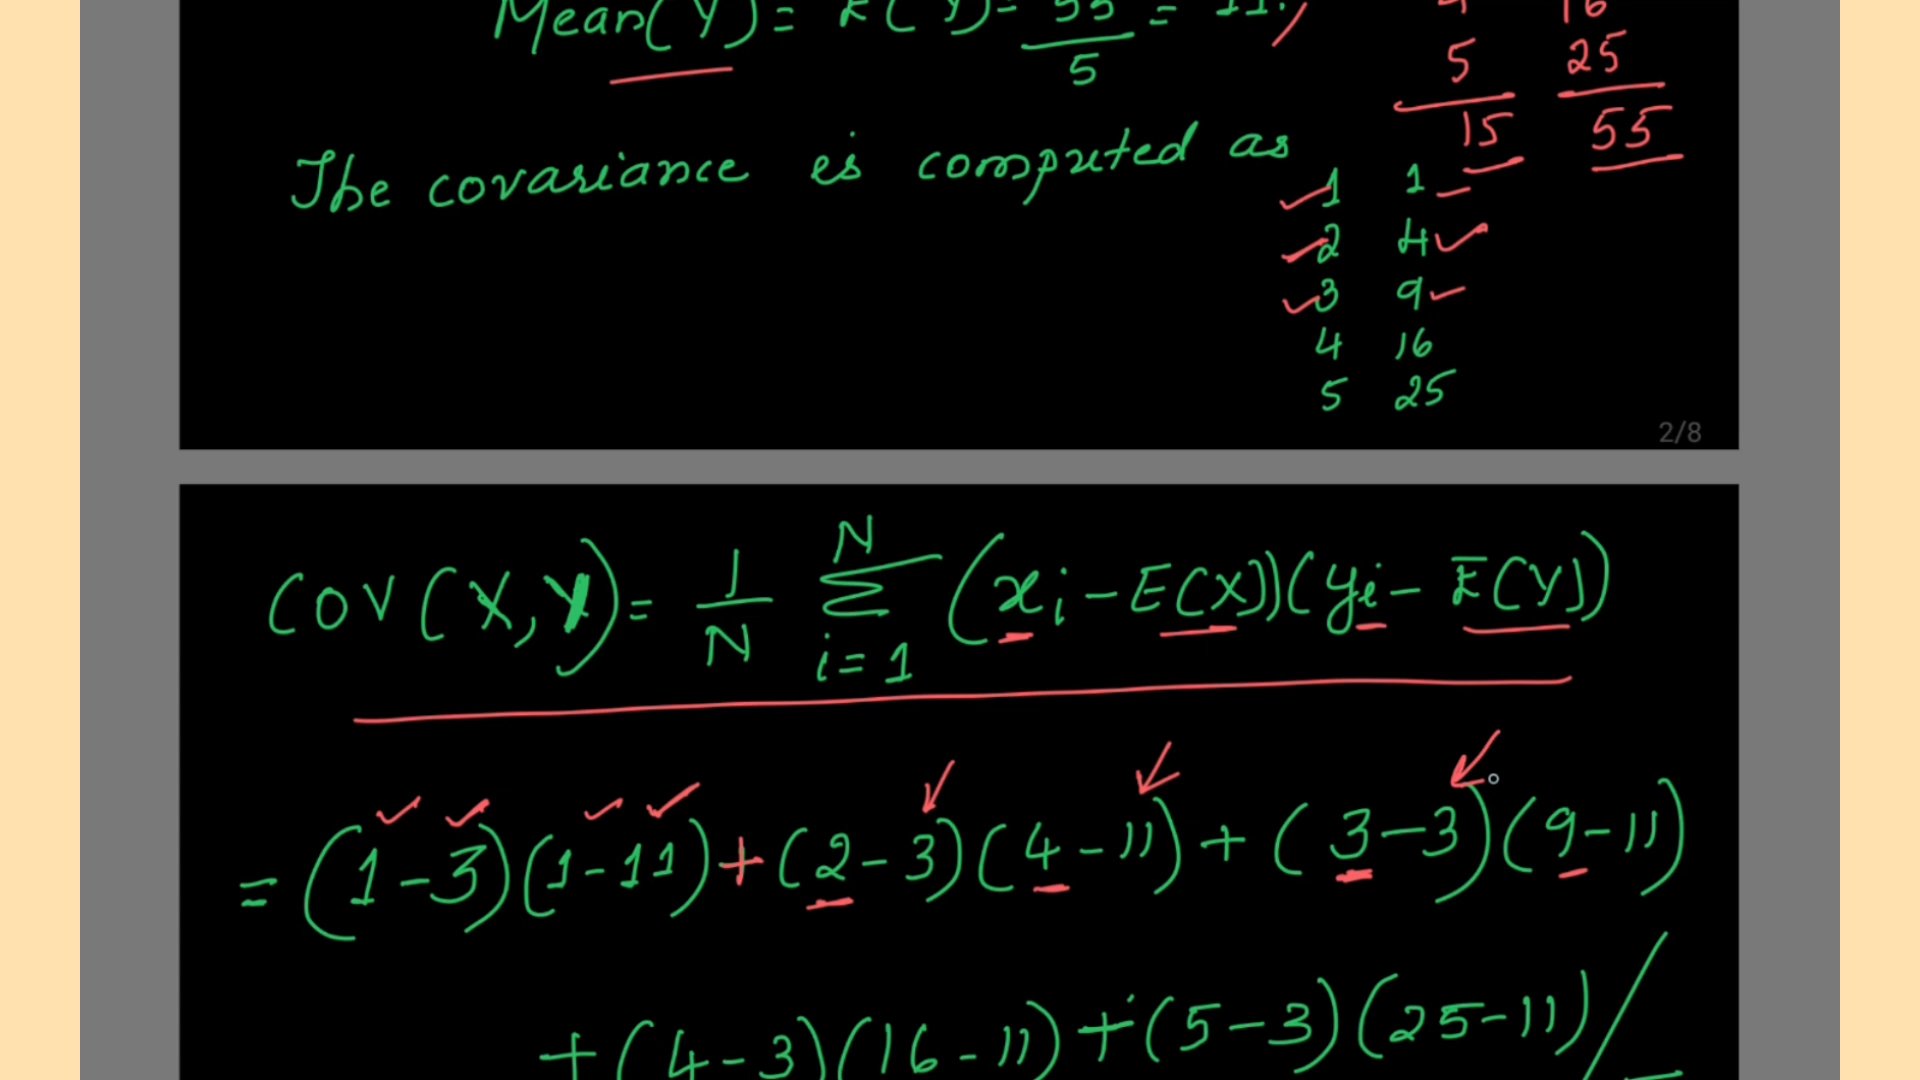 Mean(Y) = E(Y) = 55/5 = 11.
4 16
5 25
15 55
The covariance is computed as
1 1
2 4
3 9
4 16
5 25
2/8
COV(X,Y) = 1/N N Σ i=1 (xi - E(X))(yi - E(Y))
= (1-3)(1-11) + (2-3)(4-11) + (3-3)(9-11)
+ (4-3)(16-11) + (5-3)(25-11) /